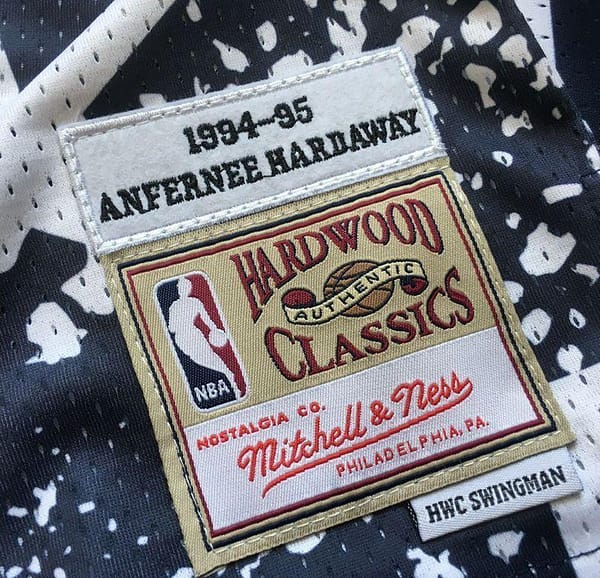 1994-95
ANFERNEE HARDAWAY
HARDWOOD
AUTHENTIC
CLASSICS
NBA
NOSTALGIA CO.
Mitchell & Ness
PHILADELPHIA, PA.
HWC SWINGMAN